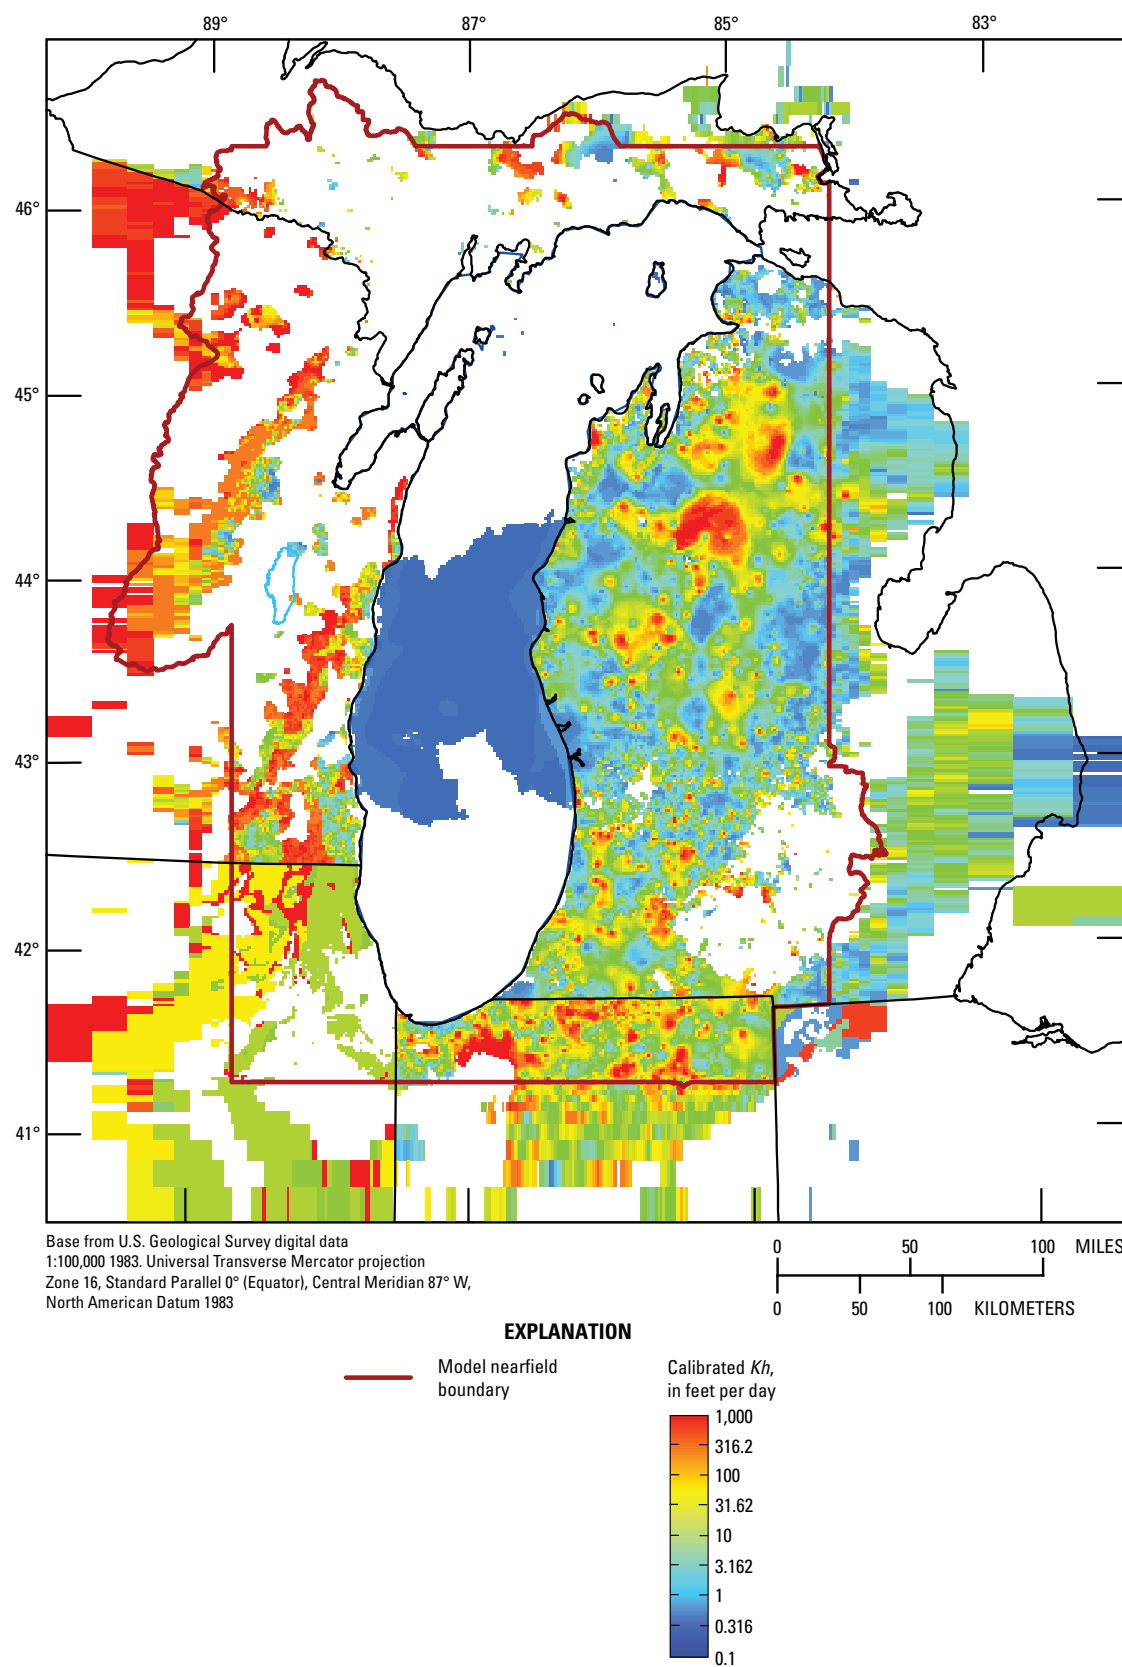 89° 87° 85° 83°
46°
45°
44°
43°
42°
41°
Base from U.S. Geological Survey digital data
1:100,000 1983. Universal Transverse Mercator projection
Zone 16, Standard Parallel 0° (Equator), Central Meridian 87° W,
North American Datum 1983
0 50 100 MILES
0 50 100 KILOMETERS
EXPLANATION
Model nearfield
boundary
Calibrated Kh,
in feet per day
1,000
316.2
100
31.62
10
3.162
1
0.316
0.1